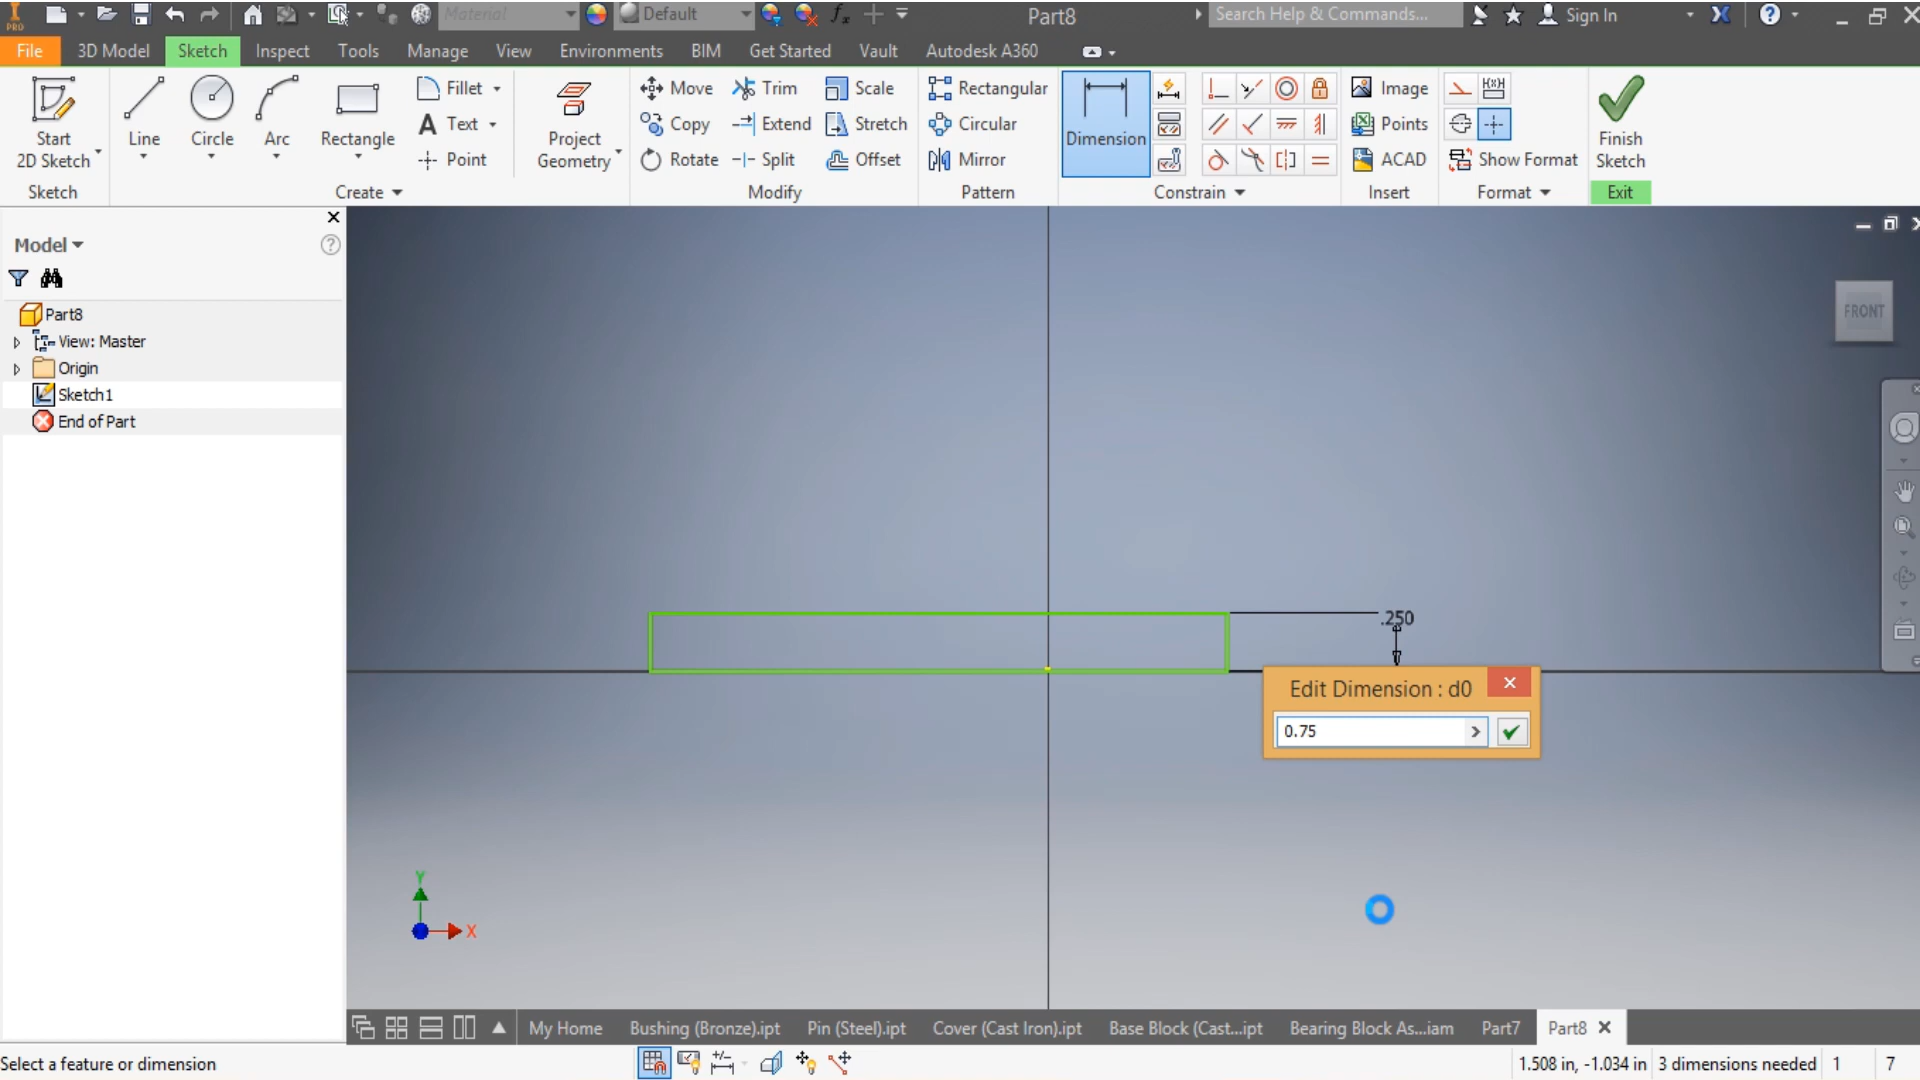 PRO
Material
Default
fx
Part8
Search Help & Commands...
Sign In
File
3D Model
Sketch
Inspect
Tools
Manage
View
Environments
BIM
Get Started
Vault
Autodesk A360
Start
2D Sketch
Line
Circle
Arc
Rectangle
Fillet
Text
Point
Project
Geometry
Move
Copy
Rotate
Trim
Extend
Split
Scale
Stretch
Offset
Rectangular
Circular
Mirror
Dimension
Image
Points
ACAD
Show Format
Finish
Sketch
Sketch
Create
Modify
Pattern
Constrain
Insert
Format
Exit
Model
Part8
View: Master
Origin
Sketch1
End of Part
FRONT
.250
Edit Dimension : d0
0.75
Y
X
My Home
Bushing (Bronze).ipt
Pin (Steel).ipt
Cover (Cast Iron).ipt
Base Block (Cast...ipt
Bearing Block As...iam
Part7
Part8
Select a feature or dimension
1.508 in, -1.034 in
3 dimensions needed
1
7